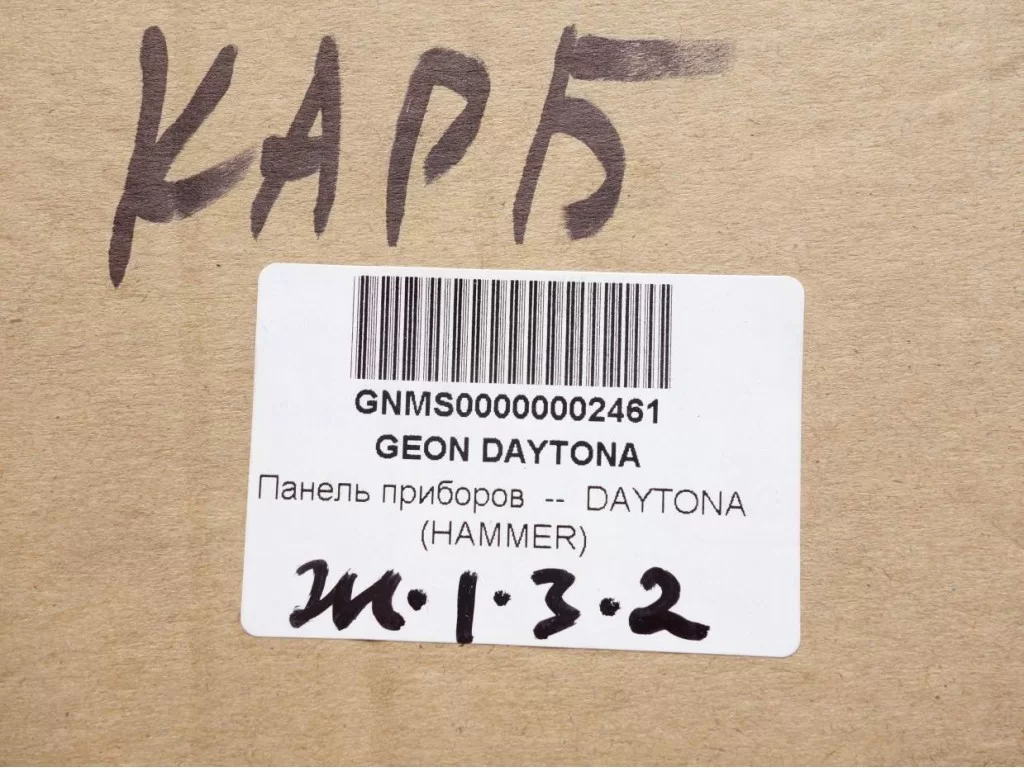 КАРБ
GNMS00000002461
GEON DAYTONA
Панель приборов -- DAYTONA
(HAMMER)
Ж.1.3.2